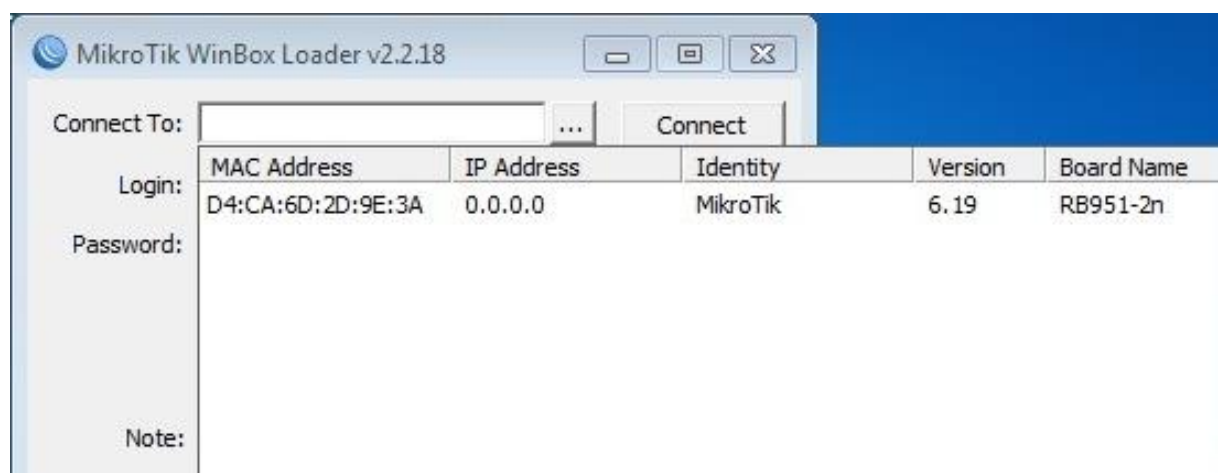 MikroTik WinBox Loader v2.2.18
Connect To: ... Connect
MAC Address IP Address Identity Version Board Name
Login:
D4:CA:6D:2D:9E:3A 0.0.0.0 MikroTik 6.19 RB951-2n
Password:
Note: